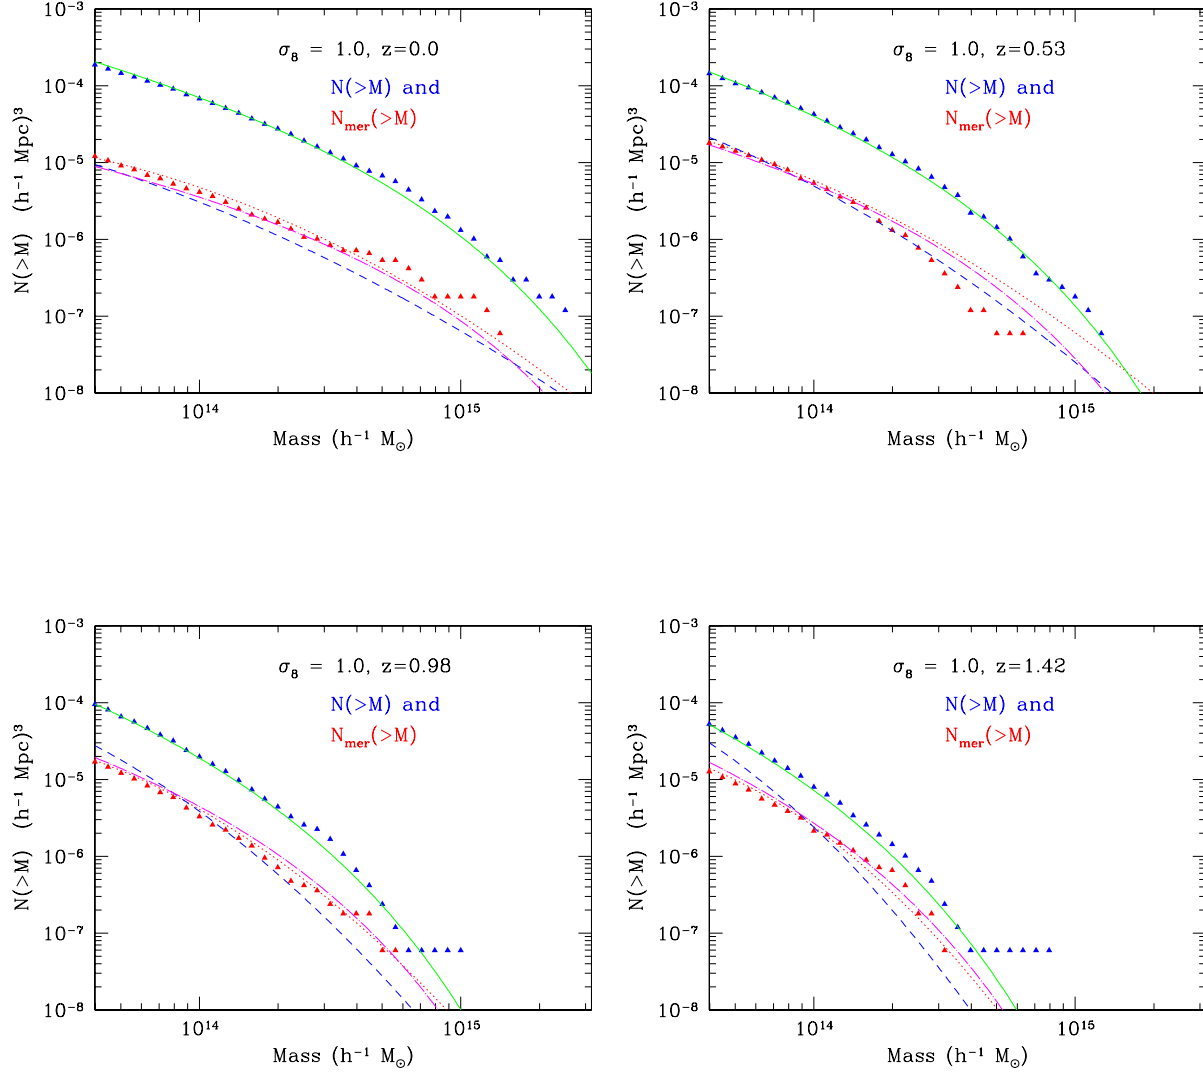 σ₈ = 1.0, z=0.0
N(>M) and
Nmer(>M)
10⁻³
10⁻⁴
10⁻⁵
10⁻⁶
10⁻⁷
10⁻⁸
N(>M) (h⁻¹ Mpc)³
10¹⁴ 10¹⁵
Mass (h⁻¹ M⊙)
σ₈ = 1.0, z=0.53
N(>M) and
Nmer(>M)
10⁻³
10⁻⁴
10⁻⁵
10⁻⁶
10⁻⁷
10⁻⁸
N(>M) (h⁻¹ Mpc)³
10¹⁴ 10¹⁵
Mass (h⁻¹ M⊙)
σ₈ = 1.0, z=0.98
N(>M) and
Nmer(>M)
10⁻³
10⁻⁴
10⁻⁵
10⁻⁶
10⁻⁷
10⁻⁸
N(>M) (h⁻¹ Mpc)³
10¹⁴ 10¹⁵
Mass (h⁻¹ M⊙)
σ₈ = 1.0, z=1.42
N(>M) and
Nmer(>M)
10⁻³
10⁻⁴
10⁻⁵
10⁻⁶
10⁻⁷
10⁻⁸
N(>M) (h⁻¹ Mpc)³
10¹⁴ 10¹⁵
Mass (h⁻¹ M⊙)